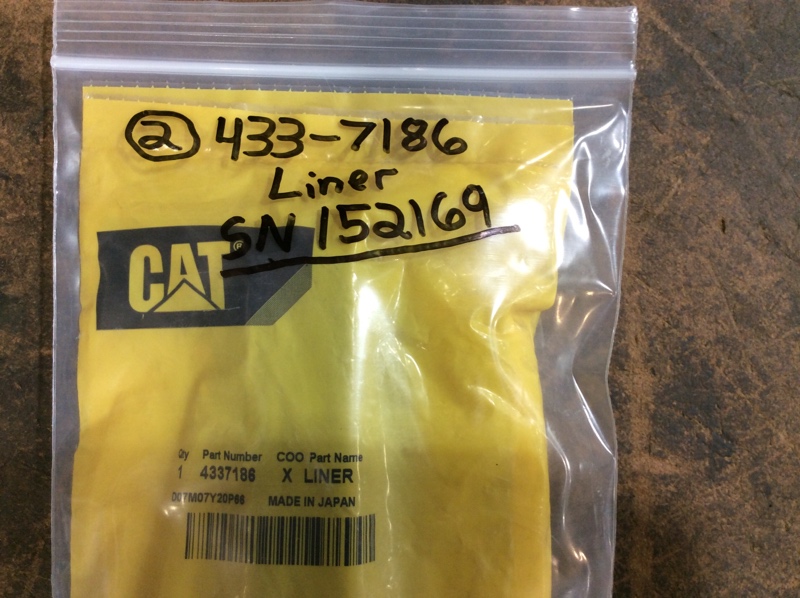 ② 433-7186
Liner
SN 152169
CAT®
Qty Part Number COO Part Name
1 4337186 X LINER
007M07Y20P66 MADE IN JAPAN